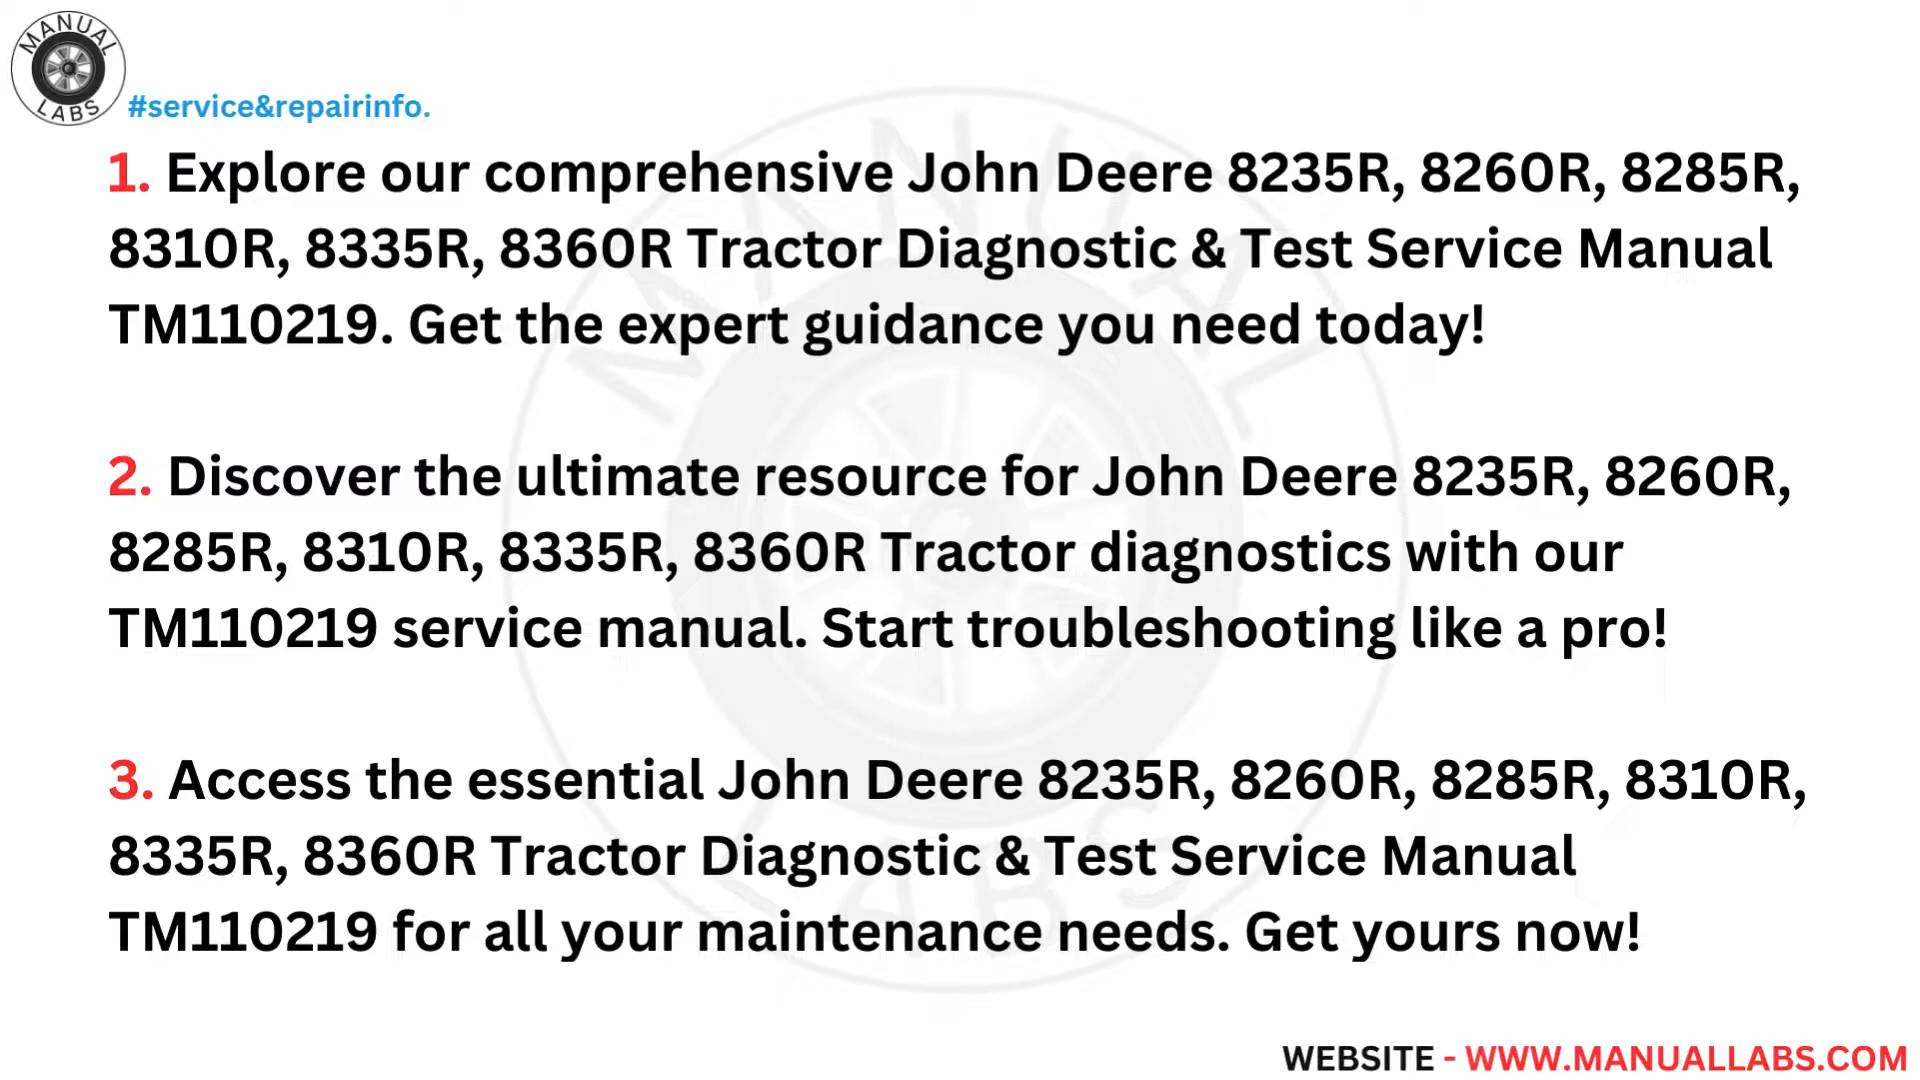 MANUAL
LABS
#service&repairinfo.
1. Explore our comprehensive John Deere 8235R, 8260R, 8285R,
8310R, 8335R, 8360R Tractor Diagnostic & Test Service Manual
TM110219. Get the expert guidance you need today!
2. Discover the ultimate resource for John Deere 8235R, 8260R,
8285R, 8310R, 8335R, 8360R Tractor diagnostics with our
TM110219 service manual. Start troubleshooting like a pro!
3. Access the essential John Deere 8235R, 8260R, 8285R, 8310R,
8335R, 8360R Tractor Diagnostic & Test Service Manual
TM110219 for all your maintenance needs. Get yours now!
MANUAL
LABS
WEBSITE - WWW.MANUALLABS.COM